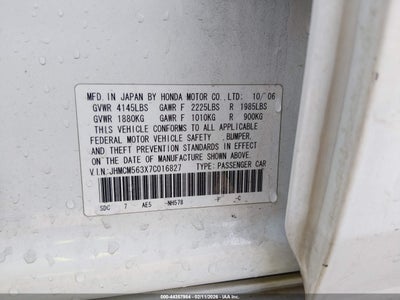 MFD. IN JAPAN BY HONDA MOTOR CO., LTD: 10/06
GVWR 4145LBS GAWR F 2225LBS R 1985LBS
GVWR 1880KG GAWR F 1010KG R 900KG
THIS VEHICLE CONFORMS TO ALL APPLICABLE
FEDERAL MOTOR VEHICLE SAFETY, BUMPER,
AND THEFT PREVENTION STANDARDS IN EFFECT
ON THE DATE OF MANUFACTURE SHOWN ABOVE.
V.I.N.: JHMCM563X7C016827 TYPE: PASSENGER CAR
SDC 7 AE5 NH578 -F -C
000-44357984 - 02/11/2026 - IAA Inc.